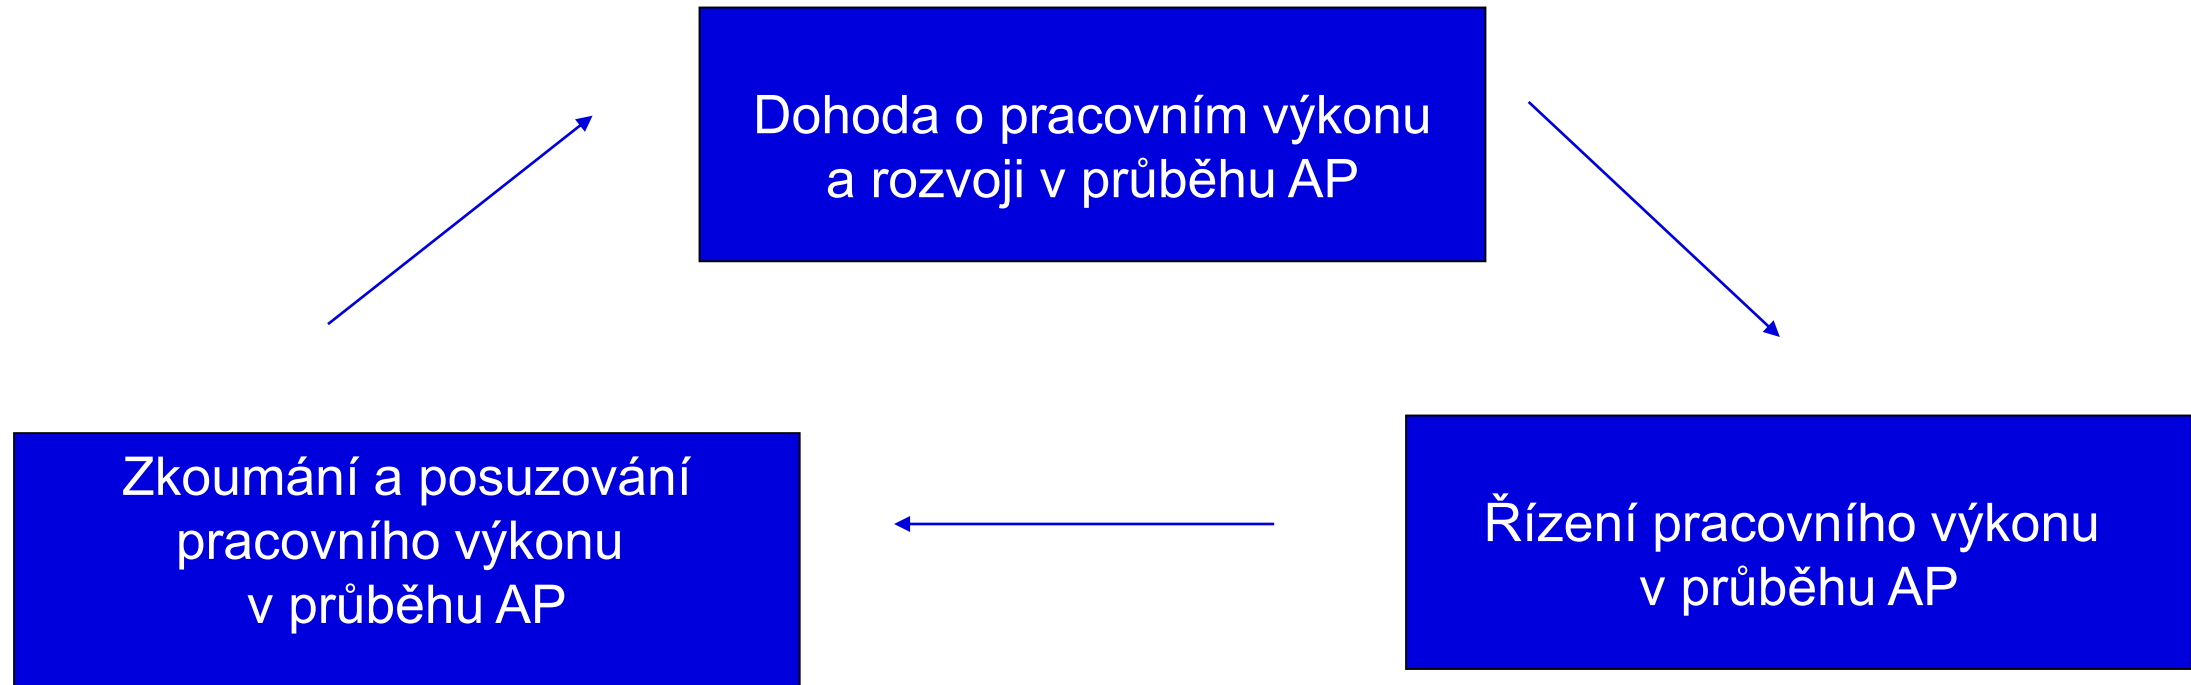 Dohoda o pracovním výkonu
a rozvoji v průběhu AP
Zkoumání a posuzování
pracovního výkonu
v průběhu AP
Řízení pracovního výkonu
v průběhu AP